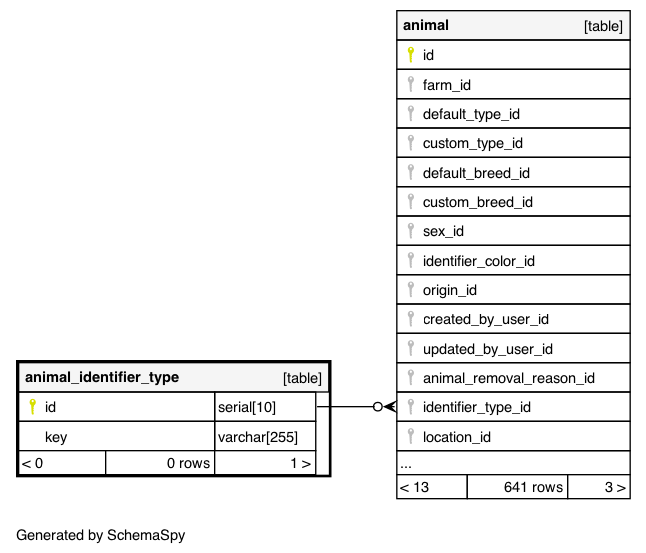 animal [table]
id
farm_id
default_type_id
custom_type_id
default_breed_id
custom_breed_id
sex_id
identifier_color_id
origin_id
created_by_user_id
updated_by_user_id
animal_removal_reason_id
identifier_type_id
location_id
...
< 13 641 rows 3 >
animal_identifier_type [table]
id serial[10]
key varchar[255]
< 0 0 rows 1 >
Generated by SchemaSpy